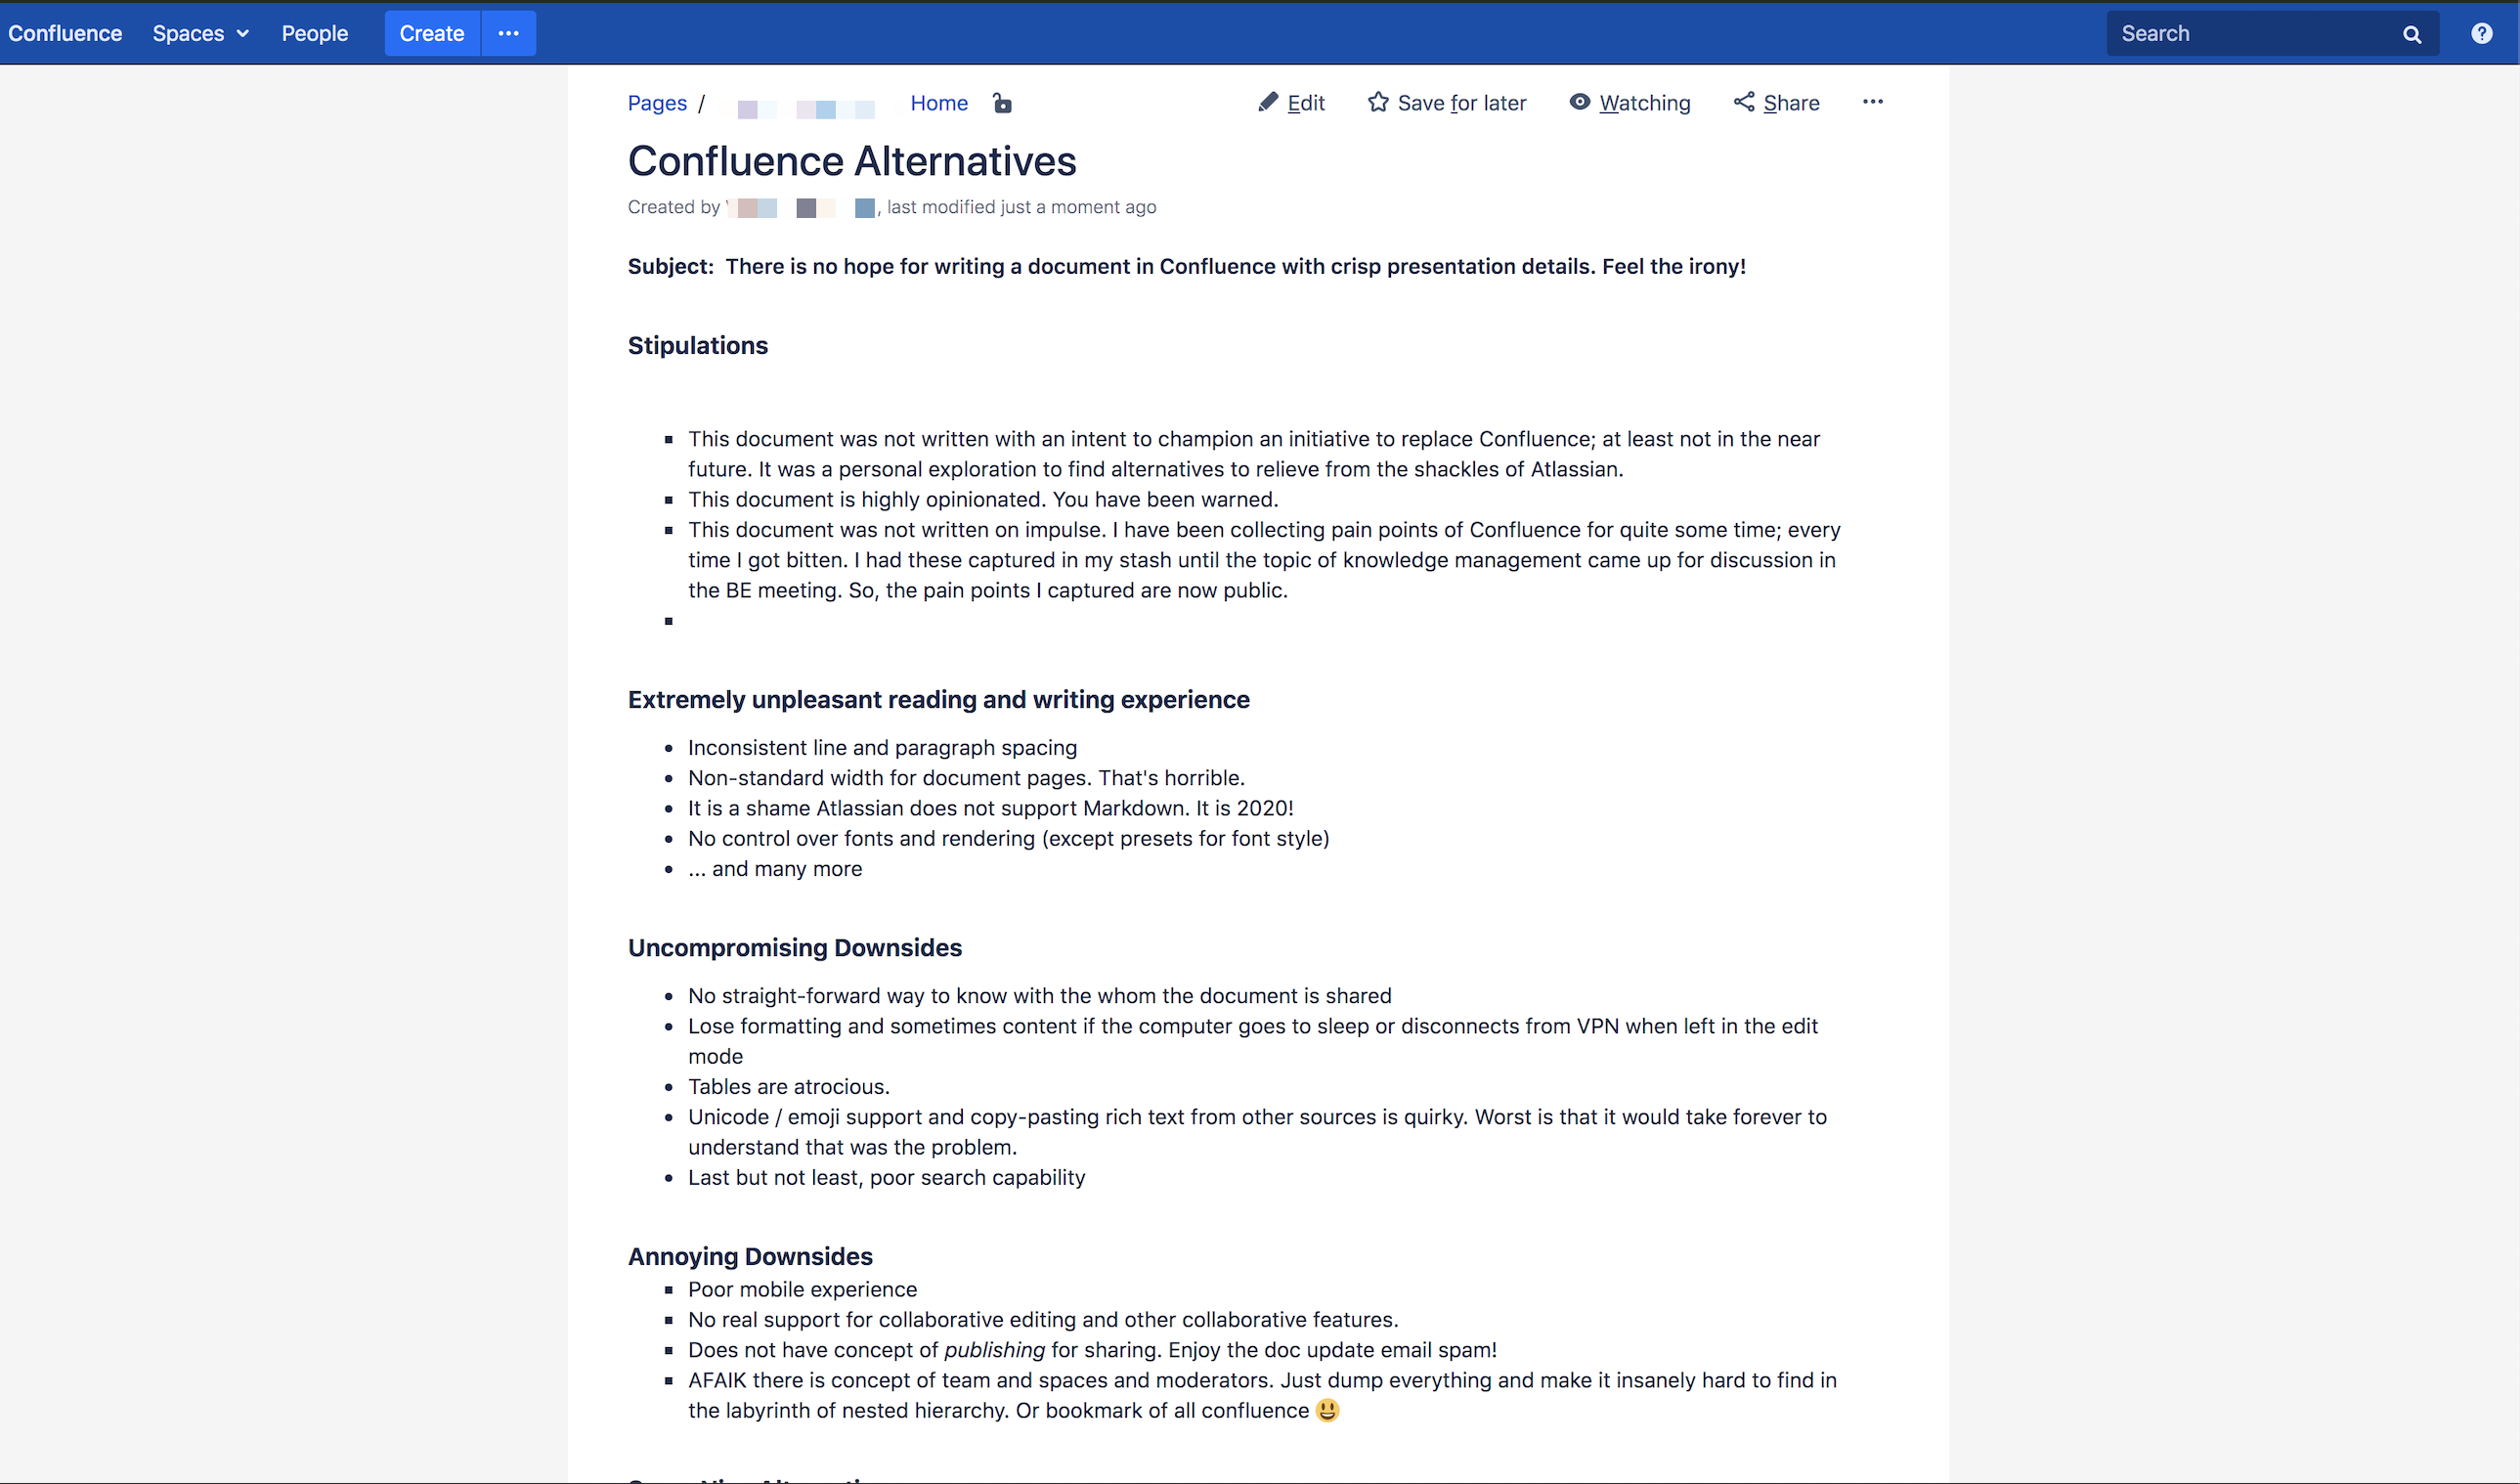 Confluence Spaces People Create ... Search
Pages / Home Edit Save for later Watching Share ...
Confluence Alternatives
Created by , last modified just a moment ago
Subject: There is no hope for writing a document in Confluence with crisp presentation details. Feel the irony!
Stipulations
This document was not written with an intent to champion an initiative to replace Confluence; at least not in the near
future. It was a personal exploration to find alternatives to relieve from the shackles of Atlassian.
This document is highly opinionated. You have been warned.
This document was not written on impulse. I have been collecting pain points of Confluence for quite some time; every
time I got bitten. I had these captured in my stash until the topic of knowledge management came up for discussion in
the BE meeting. So, the pain points I captured are now public.
Extremely unpleasant reading and writing experience
Inconsistent line and paragraph spacing
Non-standard width for document pages. That's horrible.
It is a shame Atlassian does not support Markdown. It is 2020!
No control over fonts and rendering (except presets for font style)
... and many more
Uncompromising Downsides
No straight-forward way to know with the whom the document is shared
Lose formatting and sometimes content if the computer goes to sleep or disconnects from VPN when left in the edit
mode
Tables are atrocious.
Unicode / emoji support and copy-pasting rich text from other sources is quirky. Worst is that it would take forever to
understand that was the problem.
Last but not least, poor search capability
Annoying Downsides
Poor mobile experience
No real support for collaborative editing and other collaborative features.
Does not have concept of publishing for sharing. Enjoy the doc update email spam!
AFAIK there is concept of team and spaces and moderators. Just dump everything and make it insanely hard to find in
the labyrinth of nested hierarchy. Or bookmark of all confluence 😃